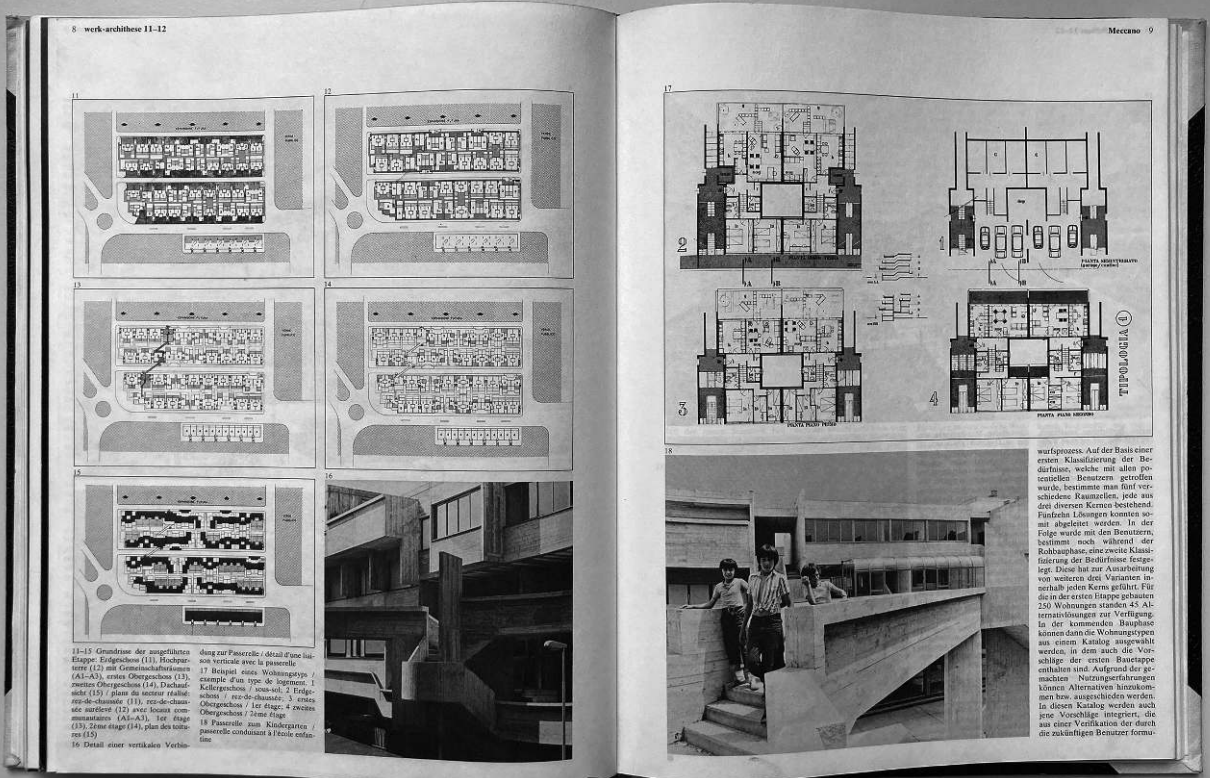 8 werk-archithese 11–12
11
12
13
14
15
16
11–15 Grundrisse der ausgeführten
Etappe: Erdgeschoss (11), Hochpar-
terre (12) mit Gemeinschaftsräumen
(A1–A3), erstes Obergeschoss (13),
zweites Obergeschoss (14), Dachauf-
sicht (15) / plans du secteur réalisé:
rez-de-chaussée (11), rez-de-chaus-
sée surélevé (12) avec locaux com-
munautaires (A1–A3), 1er étage
(13), 2ème étage (14), plan des toitu-
res (15)
16 Detail einer vertikalen Verbin-
dung zur Passerelle / détail d'une liai-
son verticale avec la passerelle
17 Beispiel eines Wohnungstyps /
exemple d'un type de logement. 1
Kellergeschoss / sous-sol; 2 Erdge-
schoss / rez-de-chaussée; 3 erstes
Obergeschoss / 1er étage; 4 zweites
Obergeschoss / 2ème étage
18 Passerelle zum Kindergarten /
passerelle conduisant à l'école enfan-
tine
Meccano 9
17
2
1
PIANTA SEMINTERRATO
A B
A B
3
4
TIPOLOGIA
PIANTA PIANO PRIMO
PIANTA PIANO SECONDO
18
wurfsprozess. Auf der Basis einer
ersten Klassifizierung der Be-
dürfnisse, welche mit allen po-
tentiellen Benutzern getroffen
wurde, bestimmte man fünf ver-
schiedene Raumzellen, jede aus
drei diversen Kernen bestehend.
Fünfzehn Lösungen konnten so-
mit abgeleitet werden. In der
Folge wurde mit den Benutzern,
bestimmt noch während der
Rohbauphase, eine zweite Klassi-
fizierung der Bedürfnisse festge-
legt. Diese hat zur Ausarbeitung
von weiteren drei Varianten in-
nerhalb jeden Kerns geführt. Für
die in der ersten Etappe gebauten
250 Wohnungen standen 45 Al-
ternativlösungen zur Verfügung.
In der kommenden Bauphase
können dann die Wohnungstypen
aus einem Katalog ausgewählt
werden, in dem auch die Vor-
schläge der ersten Bauetappe
enthalten sind. Aufgrund der ge-
machten Nutzungserfahrungen
können Alternativen hinzukom-
men bzw. ausgeschieden werden.
In diesen Katalog werden auch
jene Vorschläge integriert, die
aus einer Verifikation der durch
die zukünftigen Benutzer formu-